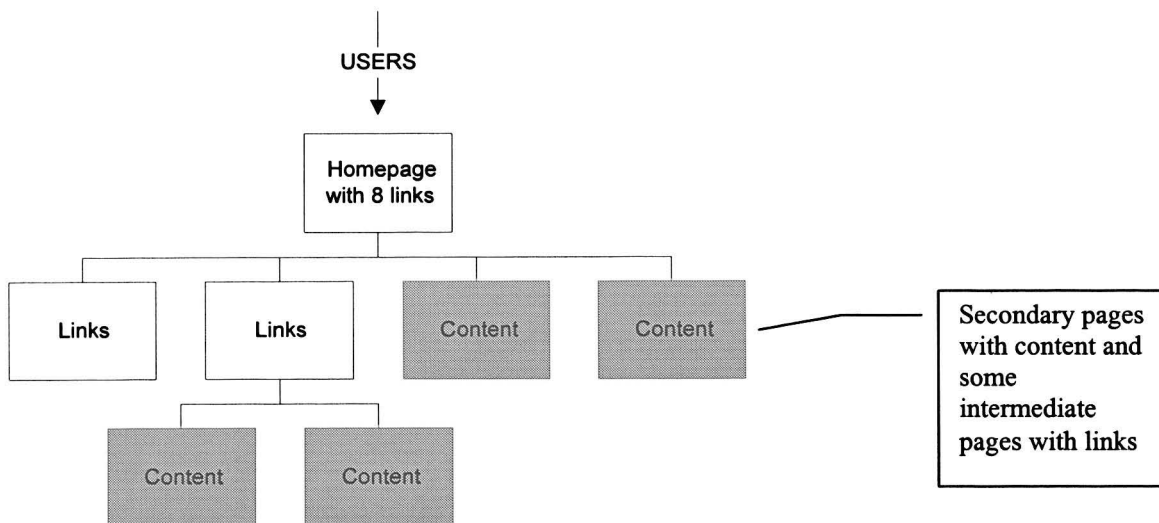 USERS
Homepage
with 8 links
Links
Links
Content
Content
Secondary pages
with content and
some
intermediate
pages with links
Content
Content